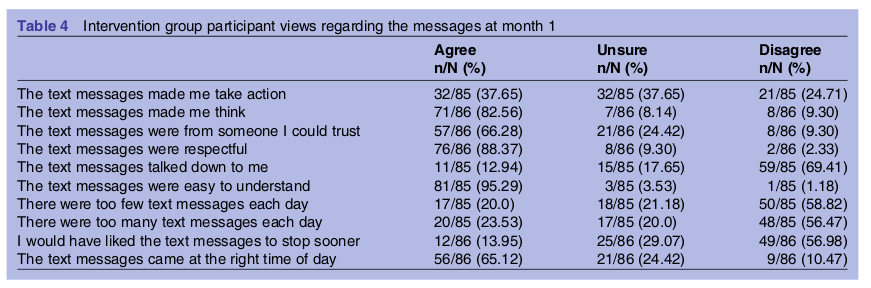 Table 4 Intervention group participant views regarding the messages at month 1
Agree Unsure Disagree
n/N (%) n/N (%) n/N (%)
The text messages made me take action 32/85 (37.65) 32/85 (37.65) 21/85 (24.71)
The text messages made me think 71/86 (82.56) 7/86 (8.14) 8/86 (9.30)
The text messages were from someone I could trust 57/86 (66.28) 21/86 (24.42) 8/86 (9.30)
The text messages were respectful 76/86 (88.37) 8/86 (9.30) 2/86 (2.33)
The text messages talked down to me 11/85 (12.94) 15/85 (17.65) 59/85 (69.41)
The text messages were easy to understand 81/85 (95.29) 3/85 (3.53) 1/85 (1.18)
There were too few text messages each day 17/85 (20.0) 18/85 (21.18) 50/85 (58.82)
There were too many text messages each day 20/85 (23.53) 17/85 (20.0) 48/85 (56.47)
I would have liked the text messages to stop sooner 12/86 (13.95) 25/86 (29.07) 49/86 (56.98)
The text messages came at the right time of day 56/86 (65.12) 21/86 (24.42) 9/86 (10.47)